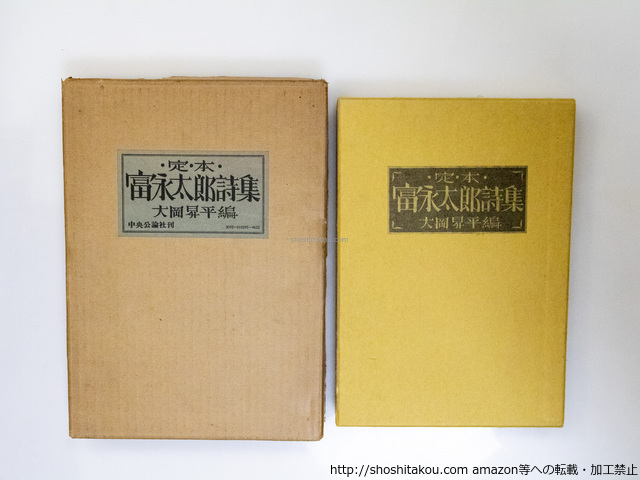 ・定・本・
富永太郎詩集
大岡昇平編
中央公論社刊
・定・本・
富永太郎詩集
大岡昇平編
http://shoshitakou.com amazon等への転載・加工禁止